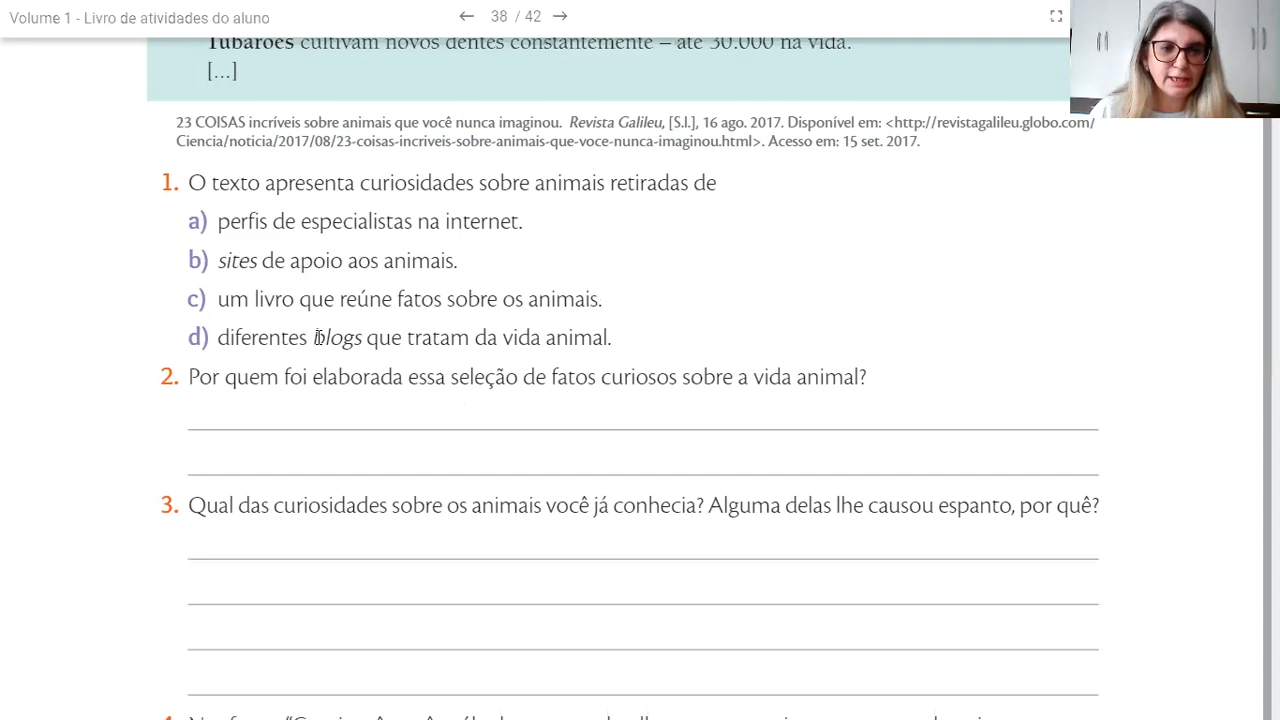 Volume 1 - Livro de atividades do aluno
← 38 / 42 →
Tubarões cultivam novos dentes constantemente – até 30.000 na vida.
[...]
23 COISAS incríveis sobre animais que você nunca imaginou. Revista Galileu, [S.l.], 16 ago. 2017. Disponível em: <http://revistagalileu.globo.com/
Ciencia/noticia/2017/08/23-coisas-incriveis-sobre-animais-que-voce-nunca-imaginou.html>. Acesso em: 15 set. 2017.
1. O texto apresenta curiosidades sobre animais retiradas de
a) perfis de especialistas na internet.
b) sites de apoio aos animais.
c) um livro que reúne fatos sobre os animais.
d) diferentes blogs que tratam da vida animal.
2. Por quem foi elaborada essa seleção de fatos curiosos sobre a vida animal?
3. Qual das curiosidades sobre os animais você já conhecia? Alguma delas lhe causou espanto, por quê?